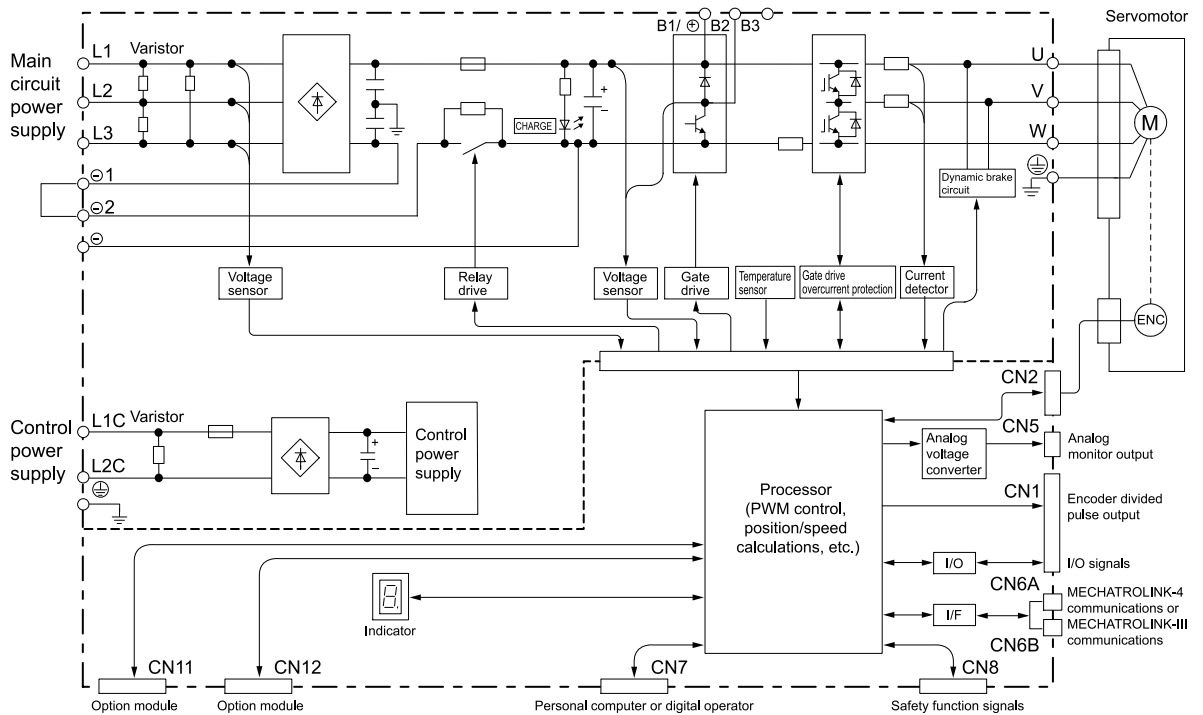 B1/ ⊕ B2 B3
Servomotor
Main
circuit power
supply
L1
Varistor
L2
L3
⊖1
⊖2
⊖
CHARGE
+
−
U
V
W
M
ENC
Dynamic brake
circuit
Voltage
sensor
Relay
drive
Voltage
sensor
Gate
drive
Temperature
sensor
Gate drive
overcurrent protection
Current
detector
Control
power
supply
L1C
Varistor
L2C
+
−
Control
power
supply
Processor
(PWM control,
position/speed
calculations, etc.)
CN2
CN5
Analog
voltage
converter
Analog
monitor output
CN1
Encoder divided
pulse output
I/O
I/O signals
CN6A
I/F
CN6B
MECHATROLINK-4
communications or
MECHATROLINK-III
communications
8.
Indicator
CN11
Option module
CN12
Option module
CN7
Personal computer or digital operator
CN8
Safety function signals